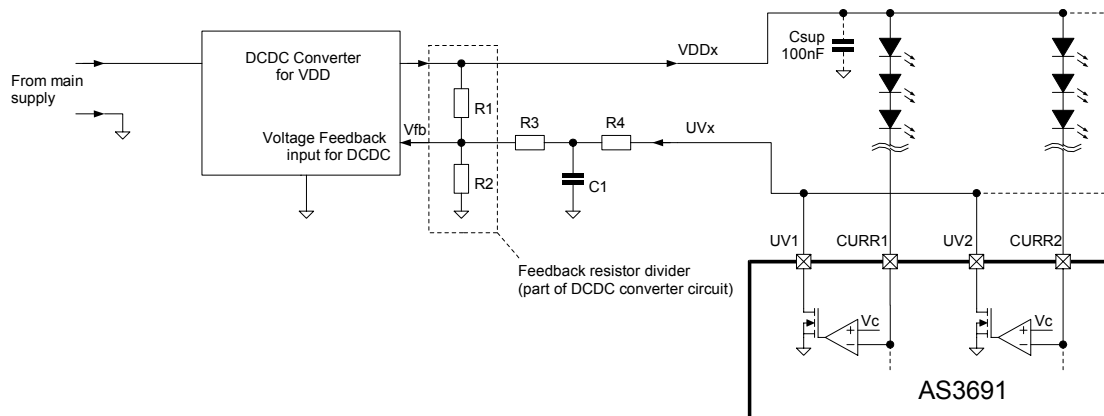 Csup
100nF
DCDC Converter
for VDD
VDDx
From main
supply
R1
Voltage Feedback
input for DCDC
Vfb
R3
R4
UVx
R2
C1
UV1
CURR1
UV2
CURR2
Feedback resistor divider
(part of DCDC converter circuit)
+
Vc
−
+
Vc
−
AS3691